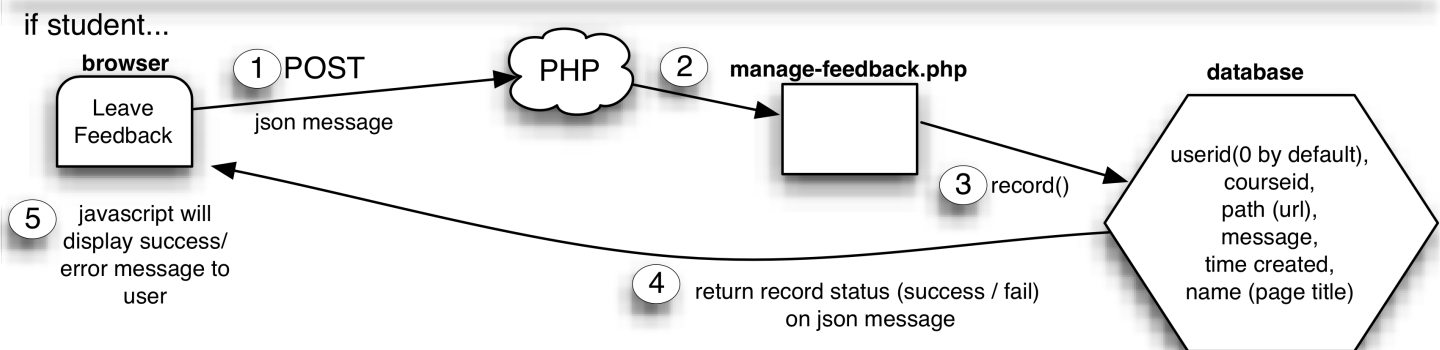 if student...
browser
1 POST
Leave
Feedback
json message
PHP
2
manage-feedback.php
database
3 record()
userid(0 by default),
courseid,
path (url),
message,
time created,
name (page title)
4
return record status (success / fail)
on json message
5
javascript will
display success/
error message to
user